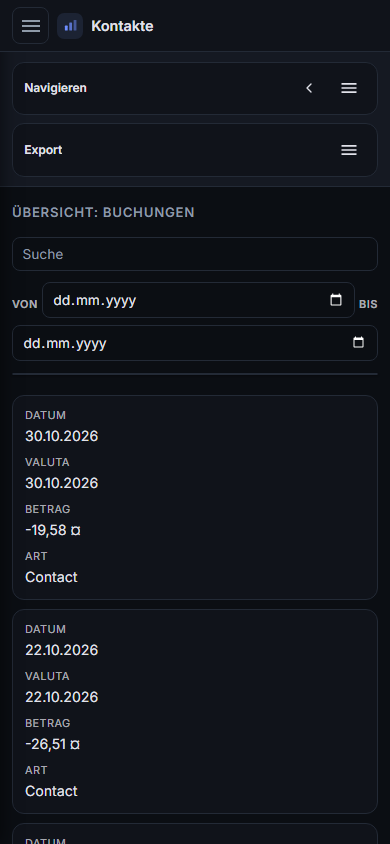 Kontakte
Navigieren
Export
ÜBERSICHT: BUCHUNGEN
Suche
VON dd.mm.yyyy BIS
dd.mm.yyyy
DATUM
30.10.2026
VALUTA
30.10.2026
BETRAG
-19,58 ¤
ART
Contact
DATUM
22.10.2026
VALUTA
22.10.2026
BETRAG
-26,51 ¤
ART
Contact
DATUM